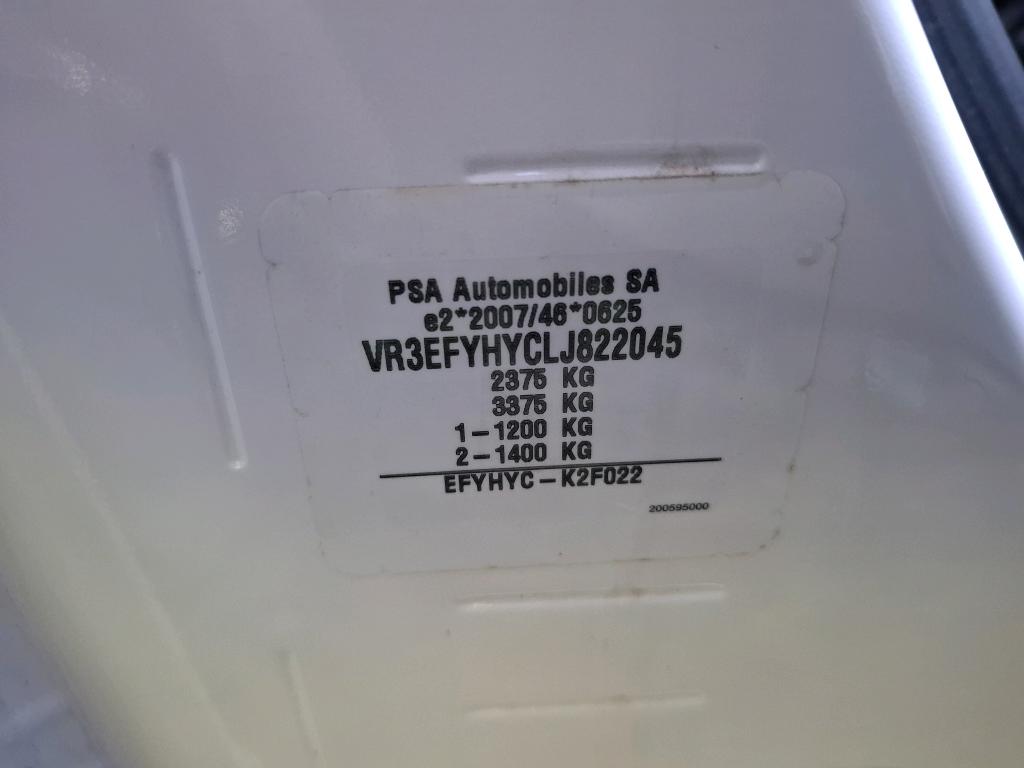 PSA Automobiles SA
e2*2007/46*0625
VR3EFYHYCLJ822045
2375 KG
3375 KG
1-1200 KG
2-1400 KG
EFYHYC-K2F022
200595000